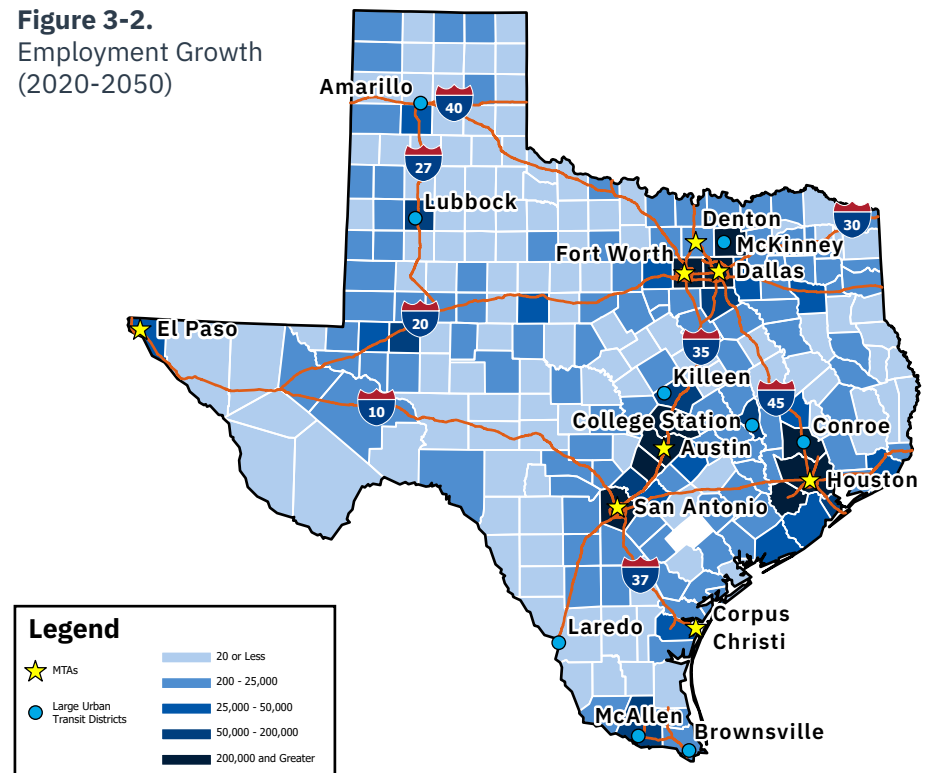 Figure 3-2.
Employment Growth
(2020-2050)
Amarillo
40
27
Lubbock
Denton
30
McKinney
Fort Worth
Dallas
20
El Paso
35
Killeen
10
45
College Station
Conroe
Austin
Houston
San Antonio
37
Corpus
Christi
Laredo
McAllen
Brownsville
Legend
MTAs
Large Urban
Transit Districts
20 or Less
200 - 25,000
25,000 - 50,000
50,000 - 200,000
200,000 and Greater